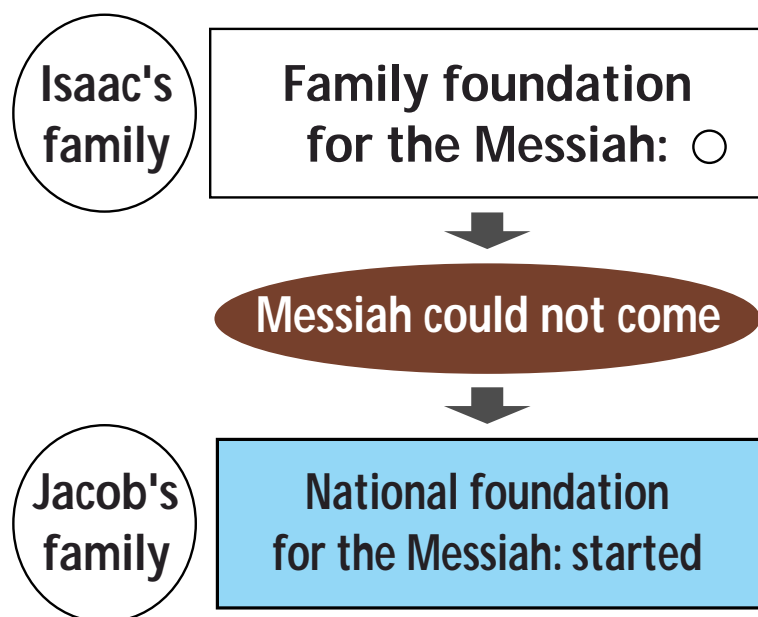 Isaac's
family
Family foundation
for the Messiah: ○
Messiah could not come
Jacob's
family
National foundation
for the Messiah: started